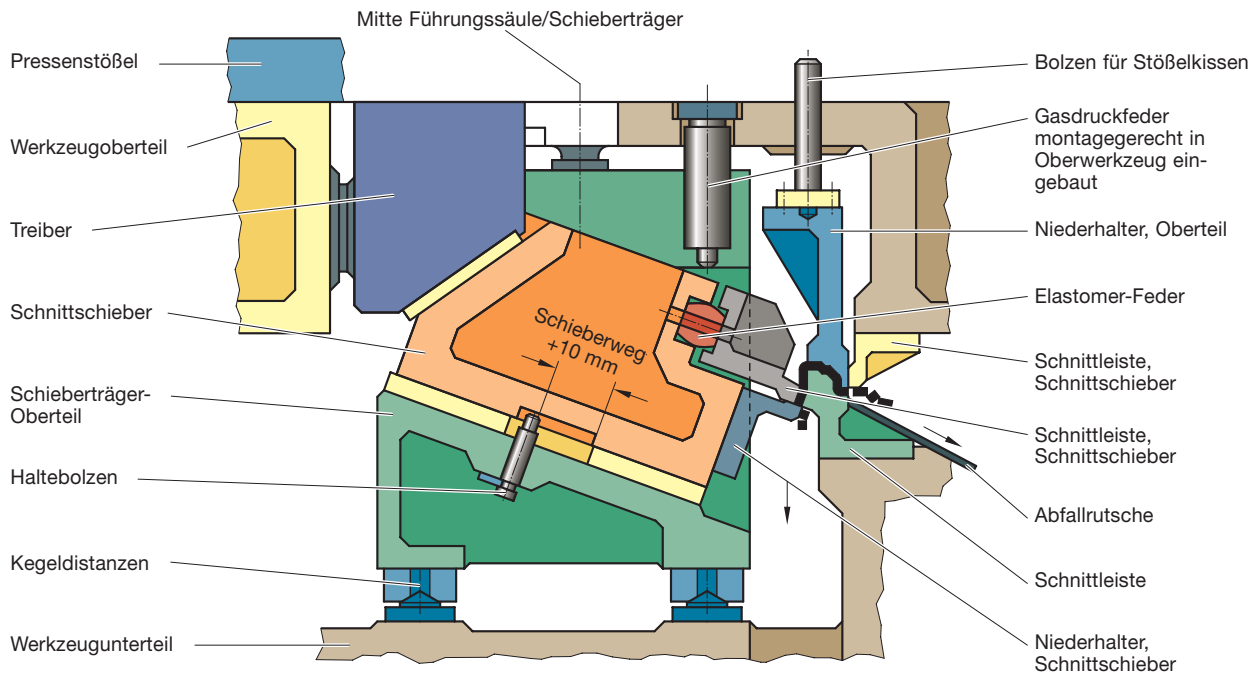 Mitte Führungssäule/Schieberträger
Pressenstößel
Werkzeugoberteil
Treiber
Schnittschieber
Schieberträger-
Oberteil
Haltebolzen
Kegeldistanzen
Werkzeugunterteil
Schieberweg
+10 mm
Bolzen für Stößelkissen
Gasdruckfeder
montagegerecht in
Oberwerkzeug ein-
gebaut
Niederhalter, Oberteil
Elastomer-Feder
Schnittleiste,
Schnittschieber
Schnittleiste,
Schnittschieber
Abfallrutsche
Schnittleiste
Niederhalter,
Schnittschieber